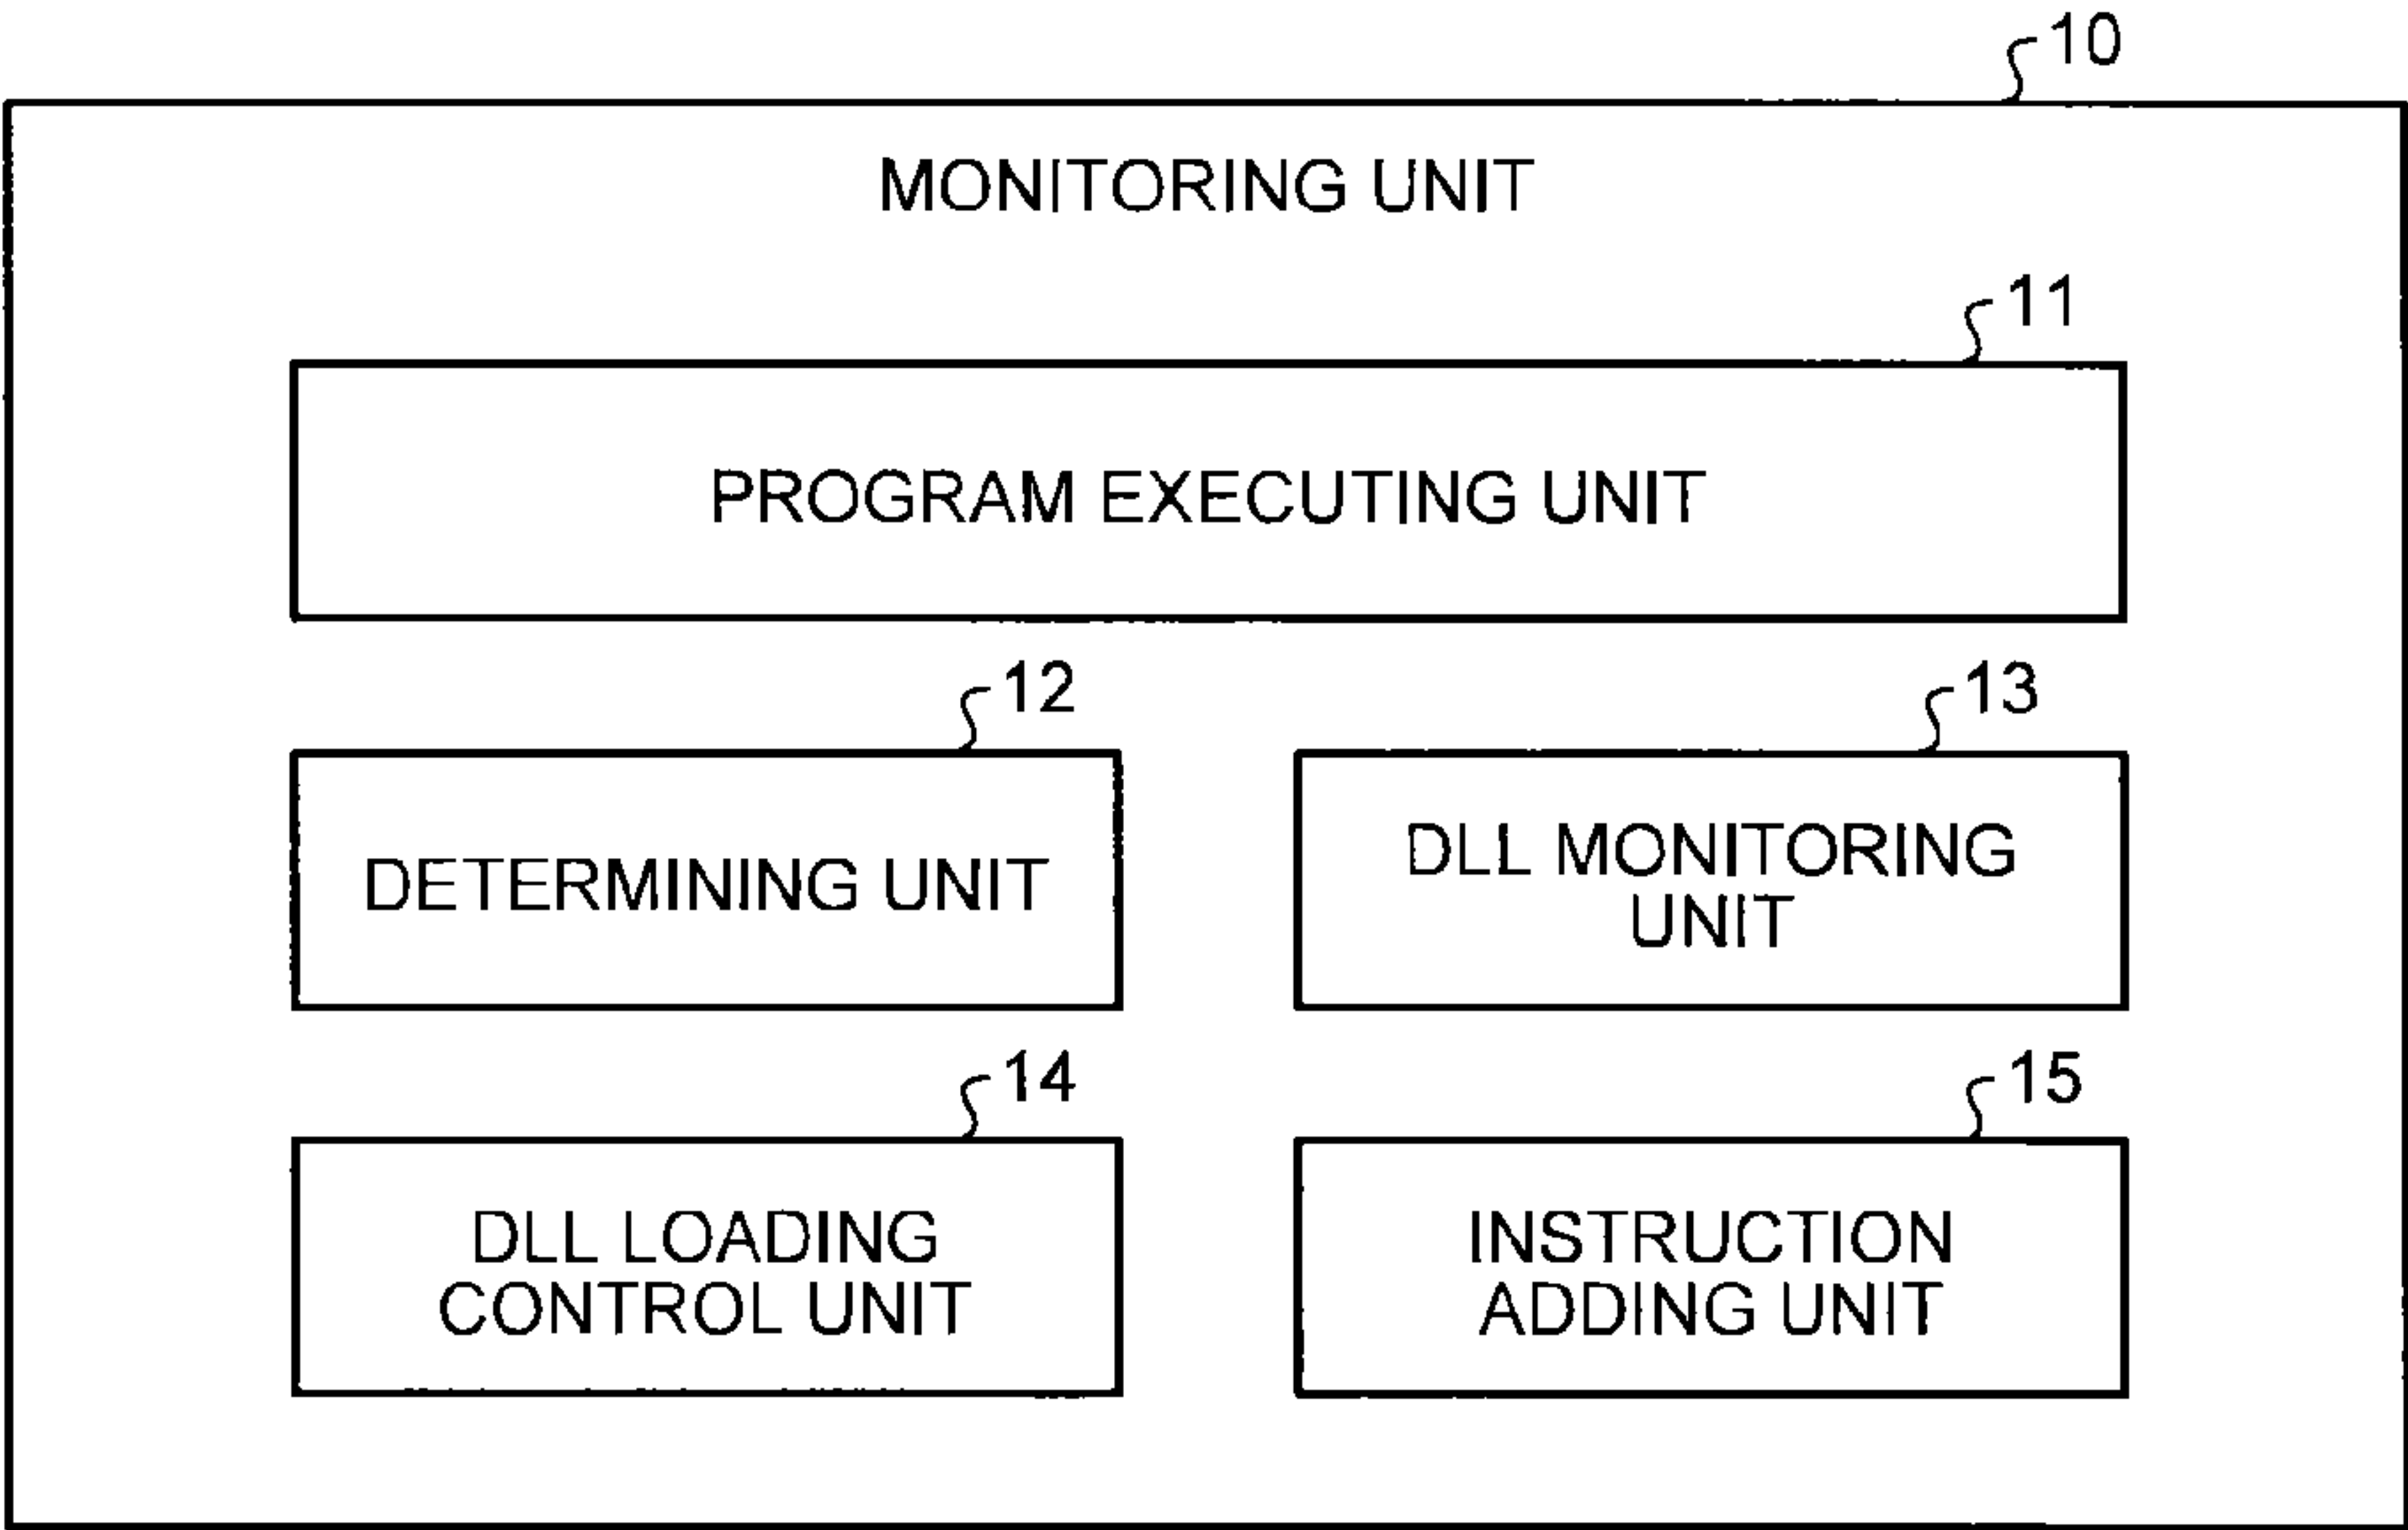 10
MONITORING UNIT
11
PROGRAM EXECUTING UNIT
12
13
DETERMINING UNIT
DLL MONITORING
UNIT
14
15
DLL LOADING
CONTROL UNIT
INSTRUCTION
ADDING UNIT